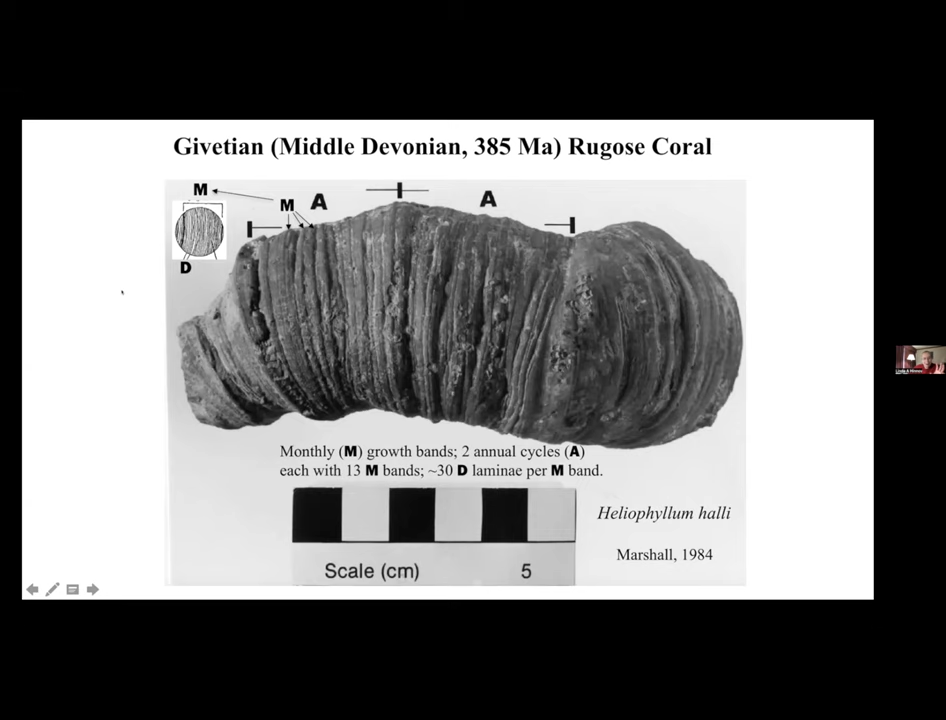 Givetian (Middle Devonian, 385 Ma) Rugose Coral
M
A
M
A
D
Monthly (M) growth bands; 2 annual cycles (A)
each with 13 M bands; ~30 D laminae per M band.
Heliophyllum halli
Marshall, 1984
Scale (cm) 5